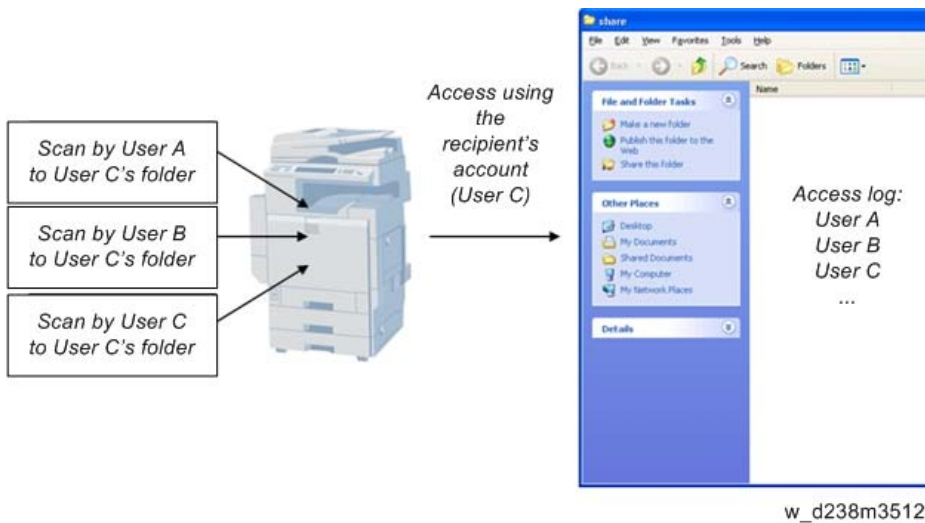 Scan by User A
to User C's folder
Scan by User B
to User C's folder
Scan by User C
to User C's folder
Access using
the
recipient's
account
(User C)
share
File Edit View Favorites Tools Help
Back Search Folders
Name
File and Folder Tasks
Make a new folder
Publish this folder to the
Web
Share this folder
Other Places
Desktop
My Documents
Shared Documents
My Computer
My Network Places
Details
Access log:
User A
User B
User C
...
w_d238m3512